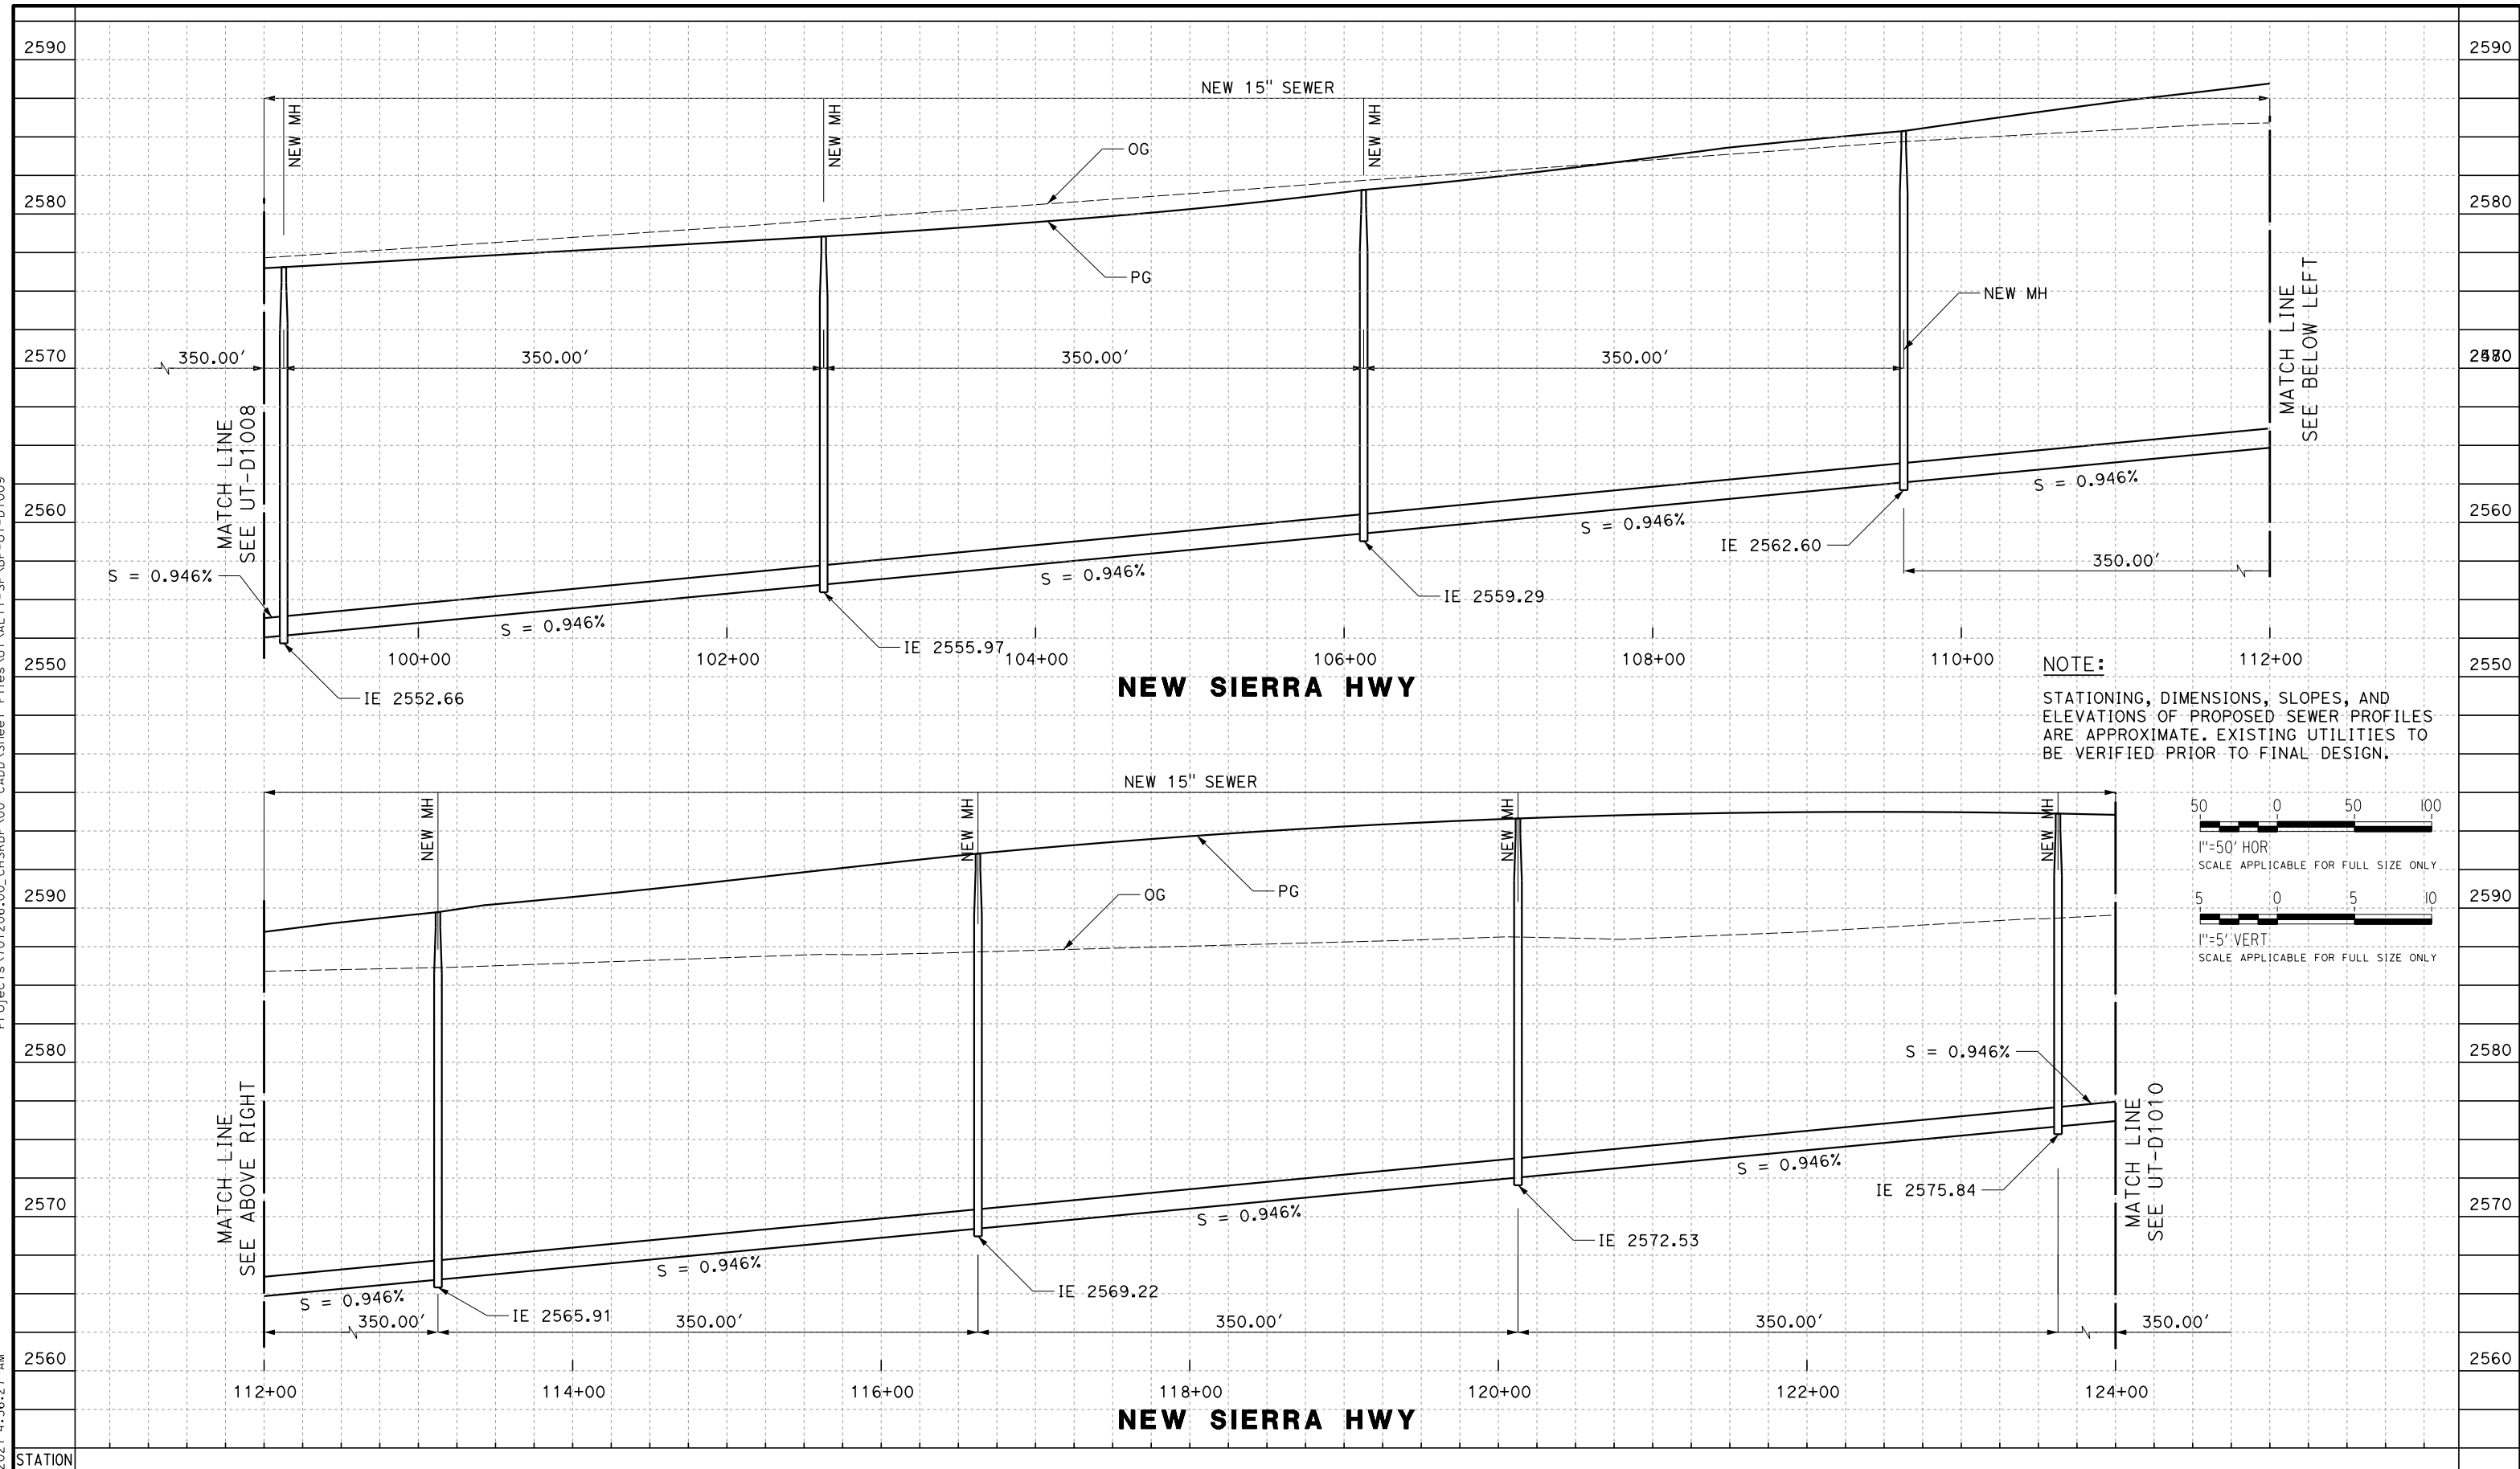 2590
2590
NEW 15" SEWER
NEW MH
NEW MH
NEW MH
OG
2580
2580
PG
NEW MH
MATCH LINE
SEE BELOW LEFT
350.00'
350.00'
350.00'
350.00'
2570
MATCH LINE
SEE UT-D1008
S = 0.946%
2560
2560
S = 0.946%
S = 0.946%
IE 2562.60
350.00'
S = 0.946%
IE 2559.29
S = 0.946%
IE 2555.97
2550
100+00
102+00
104+00
106+00
108+00
110+00
112+00
2550
IE 2552.66
NEW SIERRA HWY
NOTE:
STATIONING, DIMENSIONS, SLOPES, AND
ELEVATIONS OF PROPOSED SEWER PROFILES
ARE APPROXIMATE. EXISTING UTILITIES TO
BE VERIFIED PRIOR TO FINAL DESIGN.
NEW 15" SEWER
NEW MH
NEW MH
NEW MH
NEW MH
50 0 50 100
1"=50' HOR
SCALE APPLICABLE FOR FULL SIZE ONLY
2590
OG
PG
2590
5 0 5 10
1"=5' VERT
SCALE APPLICABLE FOR FULL SIZE ONLY
2580
S = 0.946%
2580
MATCH LINE
SEE ABOVE RIGHT
MATCH LINE
SEE UT-D1010
2570
S = 0.946%
IE 2575.84
2570
S = 0.946%
IE 2572.53
S = 0.946%
IE 2569.22
S = 0.946%
IE 2565.91
350.00'
350.00'
350.00'
350.00'
350.00'
2560
2560
112+00
114+00
116+00
118+00
120+00
122+00
124+00
NEW SIERRA HWY
STATION